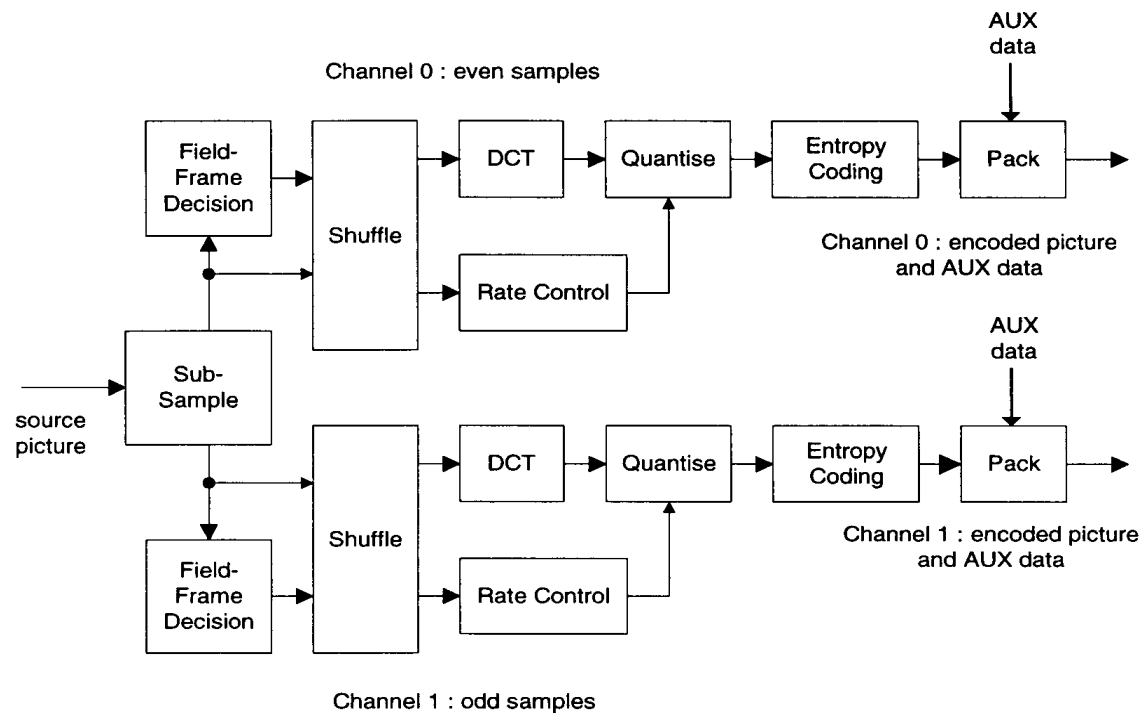 AUX
data
Channel 0 : even samples
Field-
Frame
Decision
Shuffle
DCT
Quantise
Entropy
Coding
Pack
Rate Control
Channel 0 : encoded picture
and AUX data
source
picture
Sub-
Sample
AUX
data
Field-
Frame
Decision
Shuffle
DCT
Quantise
Entropy
Coding
Pack
Rate Control
Channel 1 : encoded picture
and AUX data
Channel 1 : odd samples